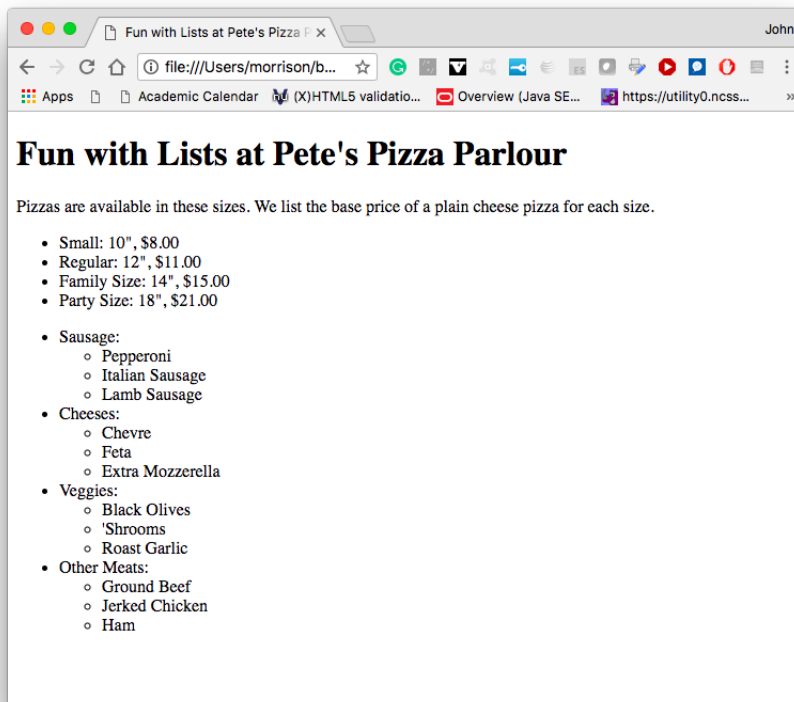 Fun with Lists at Pete's Pizza P
John
file:///Users/morrison/b...
ES
Apps Academic Calendar (X)HTML5 validatio... Overview (Java SE... https://utility0.ncss... »
Fun with Lists at Pete's Pizza Parlour
Pizzas are available in these sizes. We list the base price of a plain cheese pizza for each size.
• Small: 10", $8.00
• Regular: 12", $11.00
• Family Size: 14", $15.00
• Party Size: 18", $21.00
• Sausage:
◦ Pepperoni
◦ Italian Sausage
◦ Lamb Sausage
• Cheeses:
◦ Chevre
◦ Feta
◦ Extra Mozzerella
• Veggies:
◦ Black Olives
◦ 'Shrooms
◦ Roast Garlic
• Other Meats:
◦ Ground Beef
◦ Jerked Chicken
◦ Ham